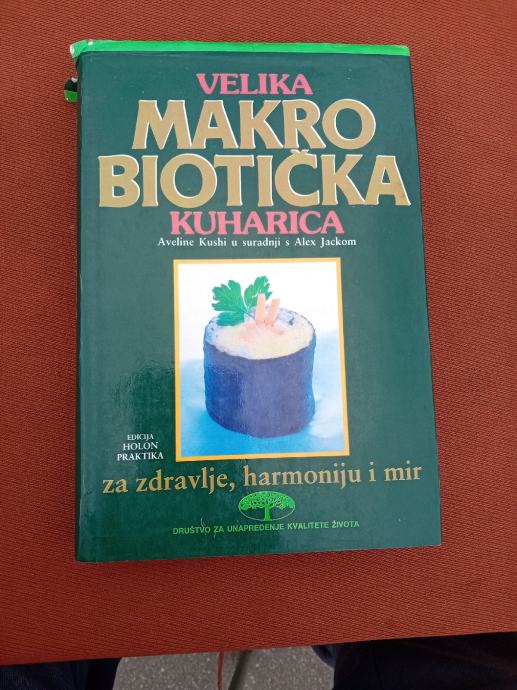 VELIKA
MAKRO
BIOTIČKA
KUHARICA
Aveline Kushi u suradnji s Alex Jackom
EDICIJA
HOLON
PRAKTIKA
za zdravlje, harmoniju i mir
DRUŠTVO ZA UNAPREĐENJE KVALITETE ŽIVOTA